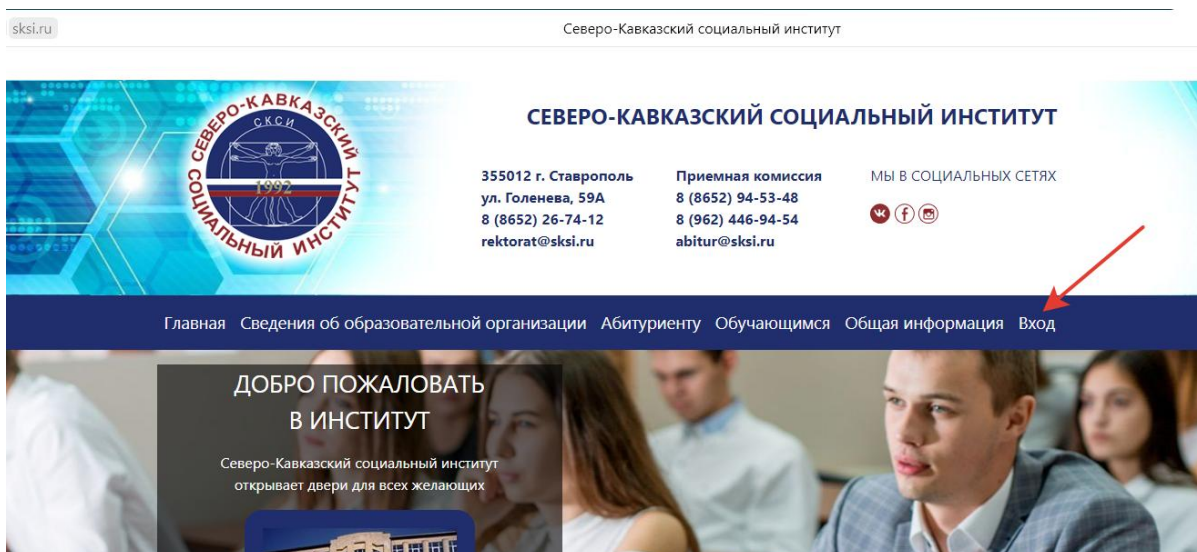 sksi.ru
Северо-Кавказский социальный институт
СЕВЕРО-КАВКАЗСКИЙ СОЦИАЛЬНЫЙ ИНСТИТУТ
СКСИ
1992
СЕВЕРО-КАВКАЗСКИЙ СОЦИАЛЬНЫЙ ИНСТИТУТ
355012 г. Ставрополь
ул. Голенева, 59А
8 (8652) 26-74-12
rektorat@sksi.ru
Приемная комиссия
8 (8652) 94-53-48
8 (962) 446-94-54
abitur@sksi.ru
МЫ В СОЦИАЛЬНЫХ СЕТЯХ
Главная Сведения об образовательной организации Абитуриенту Обучающимся Общая информация Вход
ДОБРО ПОЖАЛОВАТЬ
В ИНСТИТУТ
Северо-Кавказский социальный институт
открывает двери для всех желающих